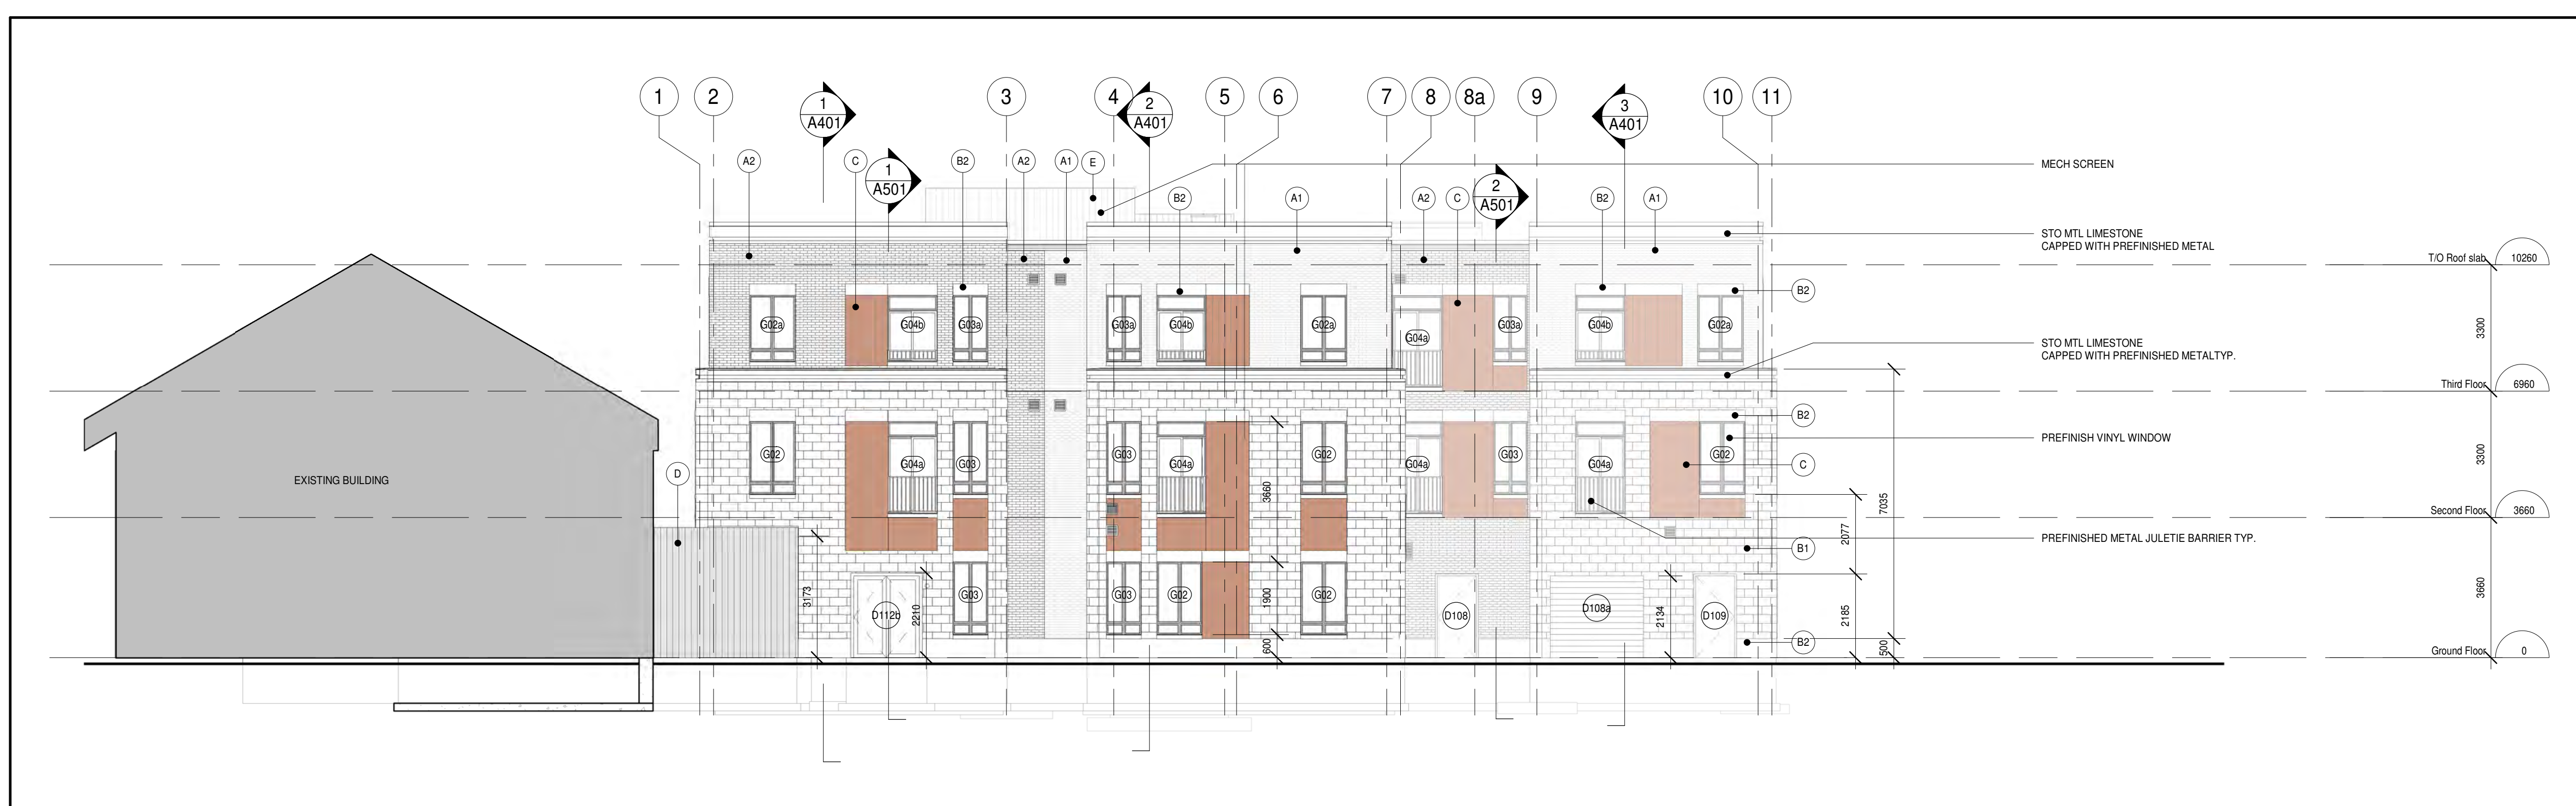 1 2 3 4 5 6 7 8 8a 9 10 11
1 A401
2 A401
3 A401
A2 C B2 A2 A1 E
MECH SCREEN
1 A501
2 A501
B2 A1 A2 C B2 A1
STO MTL LIMESTONE
CAPPED WITH PREFINISHED METAL
T/O Roof slab 10260
B2
G02a G04b G03a G03a G04b G02a G04a G03a G04b G02a
3300
STO MTL LIMESTONE
CAPPED WITH PREFINISHED METALTYP.
Third Floor 6960
B2
PREFINISH VINYL WINDOW
G02 G04a G03 G03 G04a G02 G04a G03 G04a G02
C
3300
EXISTING BUILDING
D
3660
7035
Second Floor 3660
2077
PREFINISHED METAL JULETIE BARRIER TYP.
B1
3173
D112b
2210
G03 G03 G02
1900
G02
D108
D108a
2134
D109
2185
3660
600
B2
500
Ground Floor 0